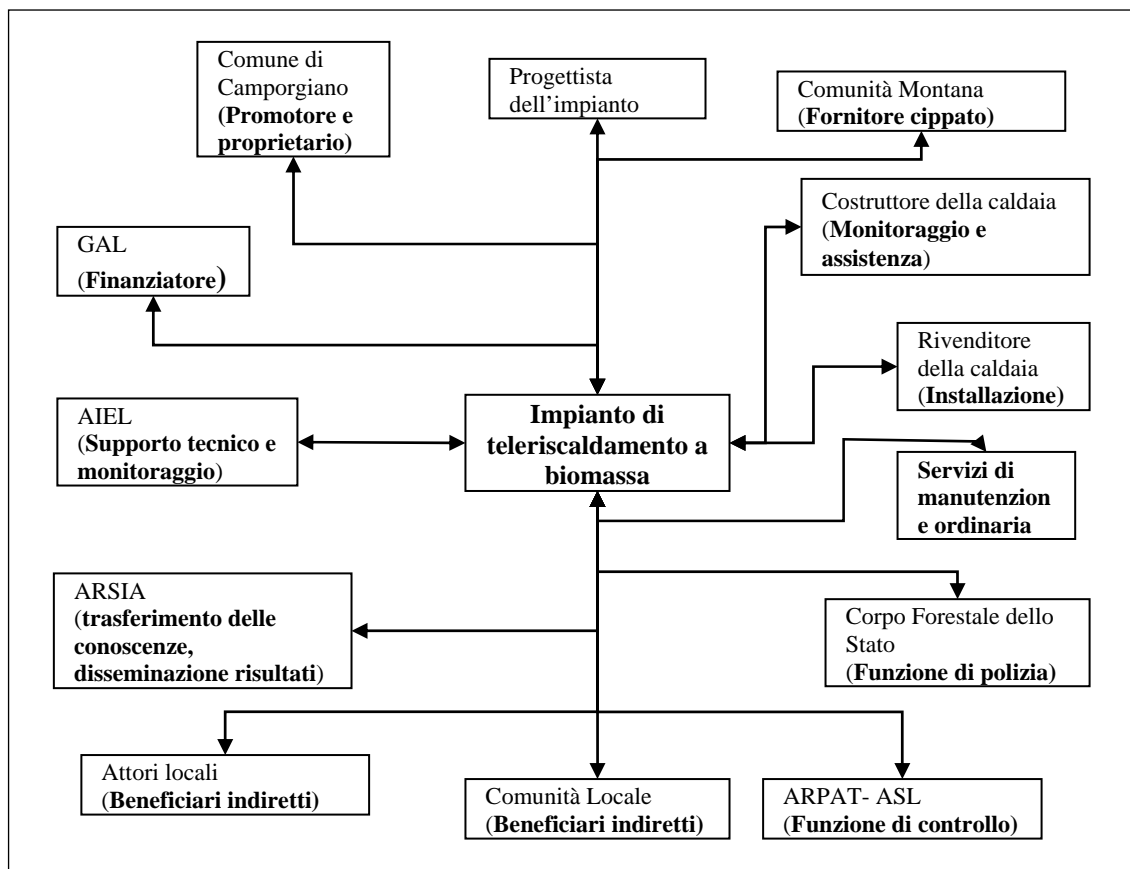 Comune di
Camporgiano
(Promotore e
proprietario)
Progettista
dell'impianto
Comunità Montana
(Fornitore cippato)
Costruttore della caldaia
(Monitoraggio e
assistenza)
GAL
(Finanziatore)
Rivenditore
della caldaia
(Installazione)
AIEL
(Supporto tecnico e
monitoraggio)
Impianto di
teleriscaldamento a
biomassa
Servizi di
manutenzion
e ordinaria
ARSIA
(trasferimento delle
conoscenze,
disseminazione risultati)
Corpo Forestale dello
Stato
(Funzione di polizia)
Attori locali
(Beneficiari indiretti)
Comunità Locale
(Beneficiari indiretti)
ARPAT- ASL
(Funzione di controllo)